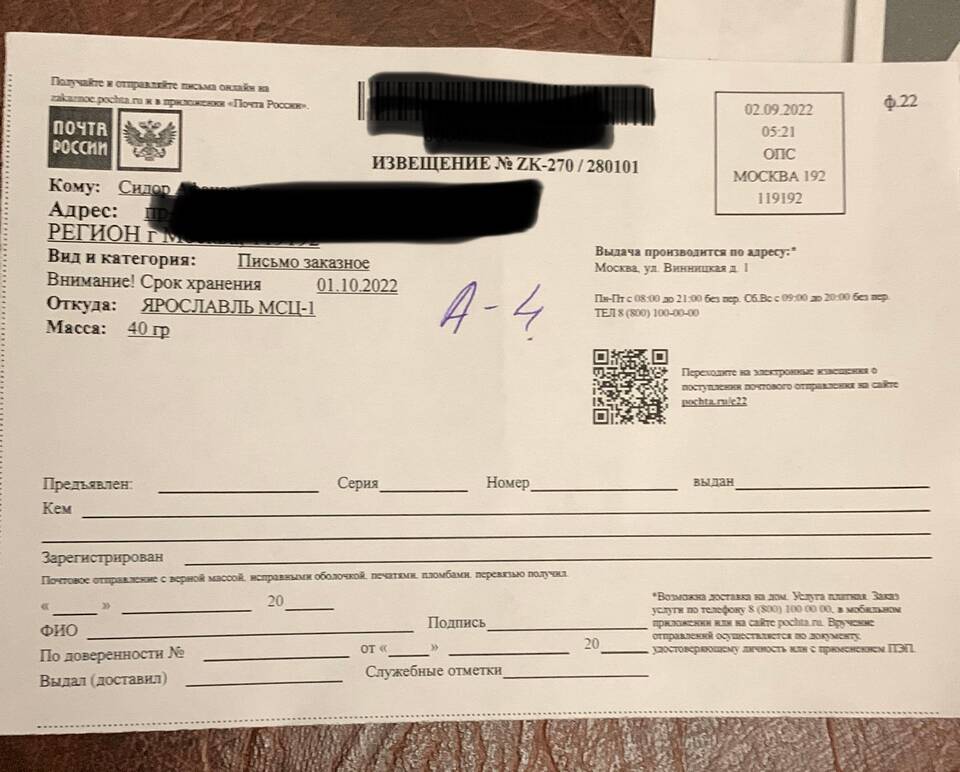 Получайте и отправляйте письма онлайн на
zakaznoe.pochta.ru и в приложении «Почта России».
ПОЧТА
РОССИИ
ИЗВЕЩЕНИЕ № ZK-270 / 280101
02.09.2022
05:21
ОПС
МОСКВА 192
119192
ф.22
Кому: Сидор
Адрес:
РЕГИОН г
Вид и категория: Письмо заказное
Внимание! Срок хранения 01.10.2022
Откуда: ЯРОСЛАВЛЬ МСЦ-1
Масса: 40 гр
А-4
Выдача производится по адресу:*
Москва, ул. Винницкая д. 1
Пн-Пт с 08:00 до 21:00 без пер. Сб.Вс с 09:00 до 20:00 без пер.
ТЕЛ 8 (800) 100-00-00
Переходите на электронные извещения о
поступлении почтового отправления на сайте
pochta.ru/e22
Предъявлен: Серия Номер выдан
Кем
Зарегистрирован
Почтовое отправление с верной массой, исправными оболочкой, печатями, пломбами, перевязью получил.
« » 20
ФИО Подпись
По доверенности № от « » 20
Выдал (доставил) Служебные отметки
*Возможна доставка на дом. Услуга платная. Заказ
услуги по телефону 8 (800) 100 00 00, в мобильном
приложении или на сайте pochta.ru. Вручение
отправлений осуществляется по документу,
удостоверяющему личность или с применением ПЭП.